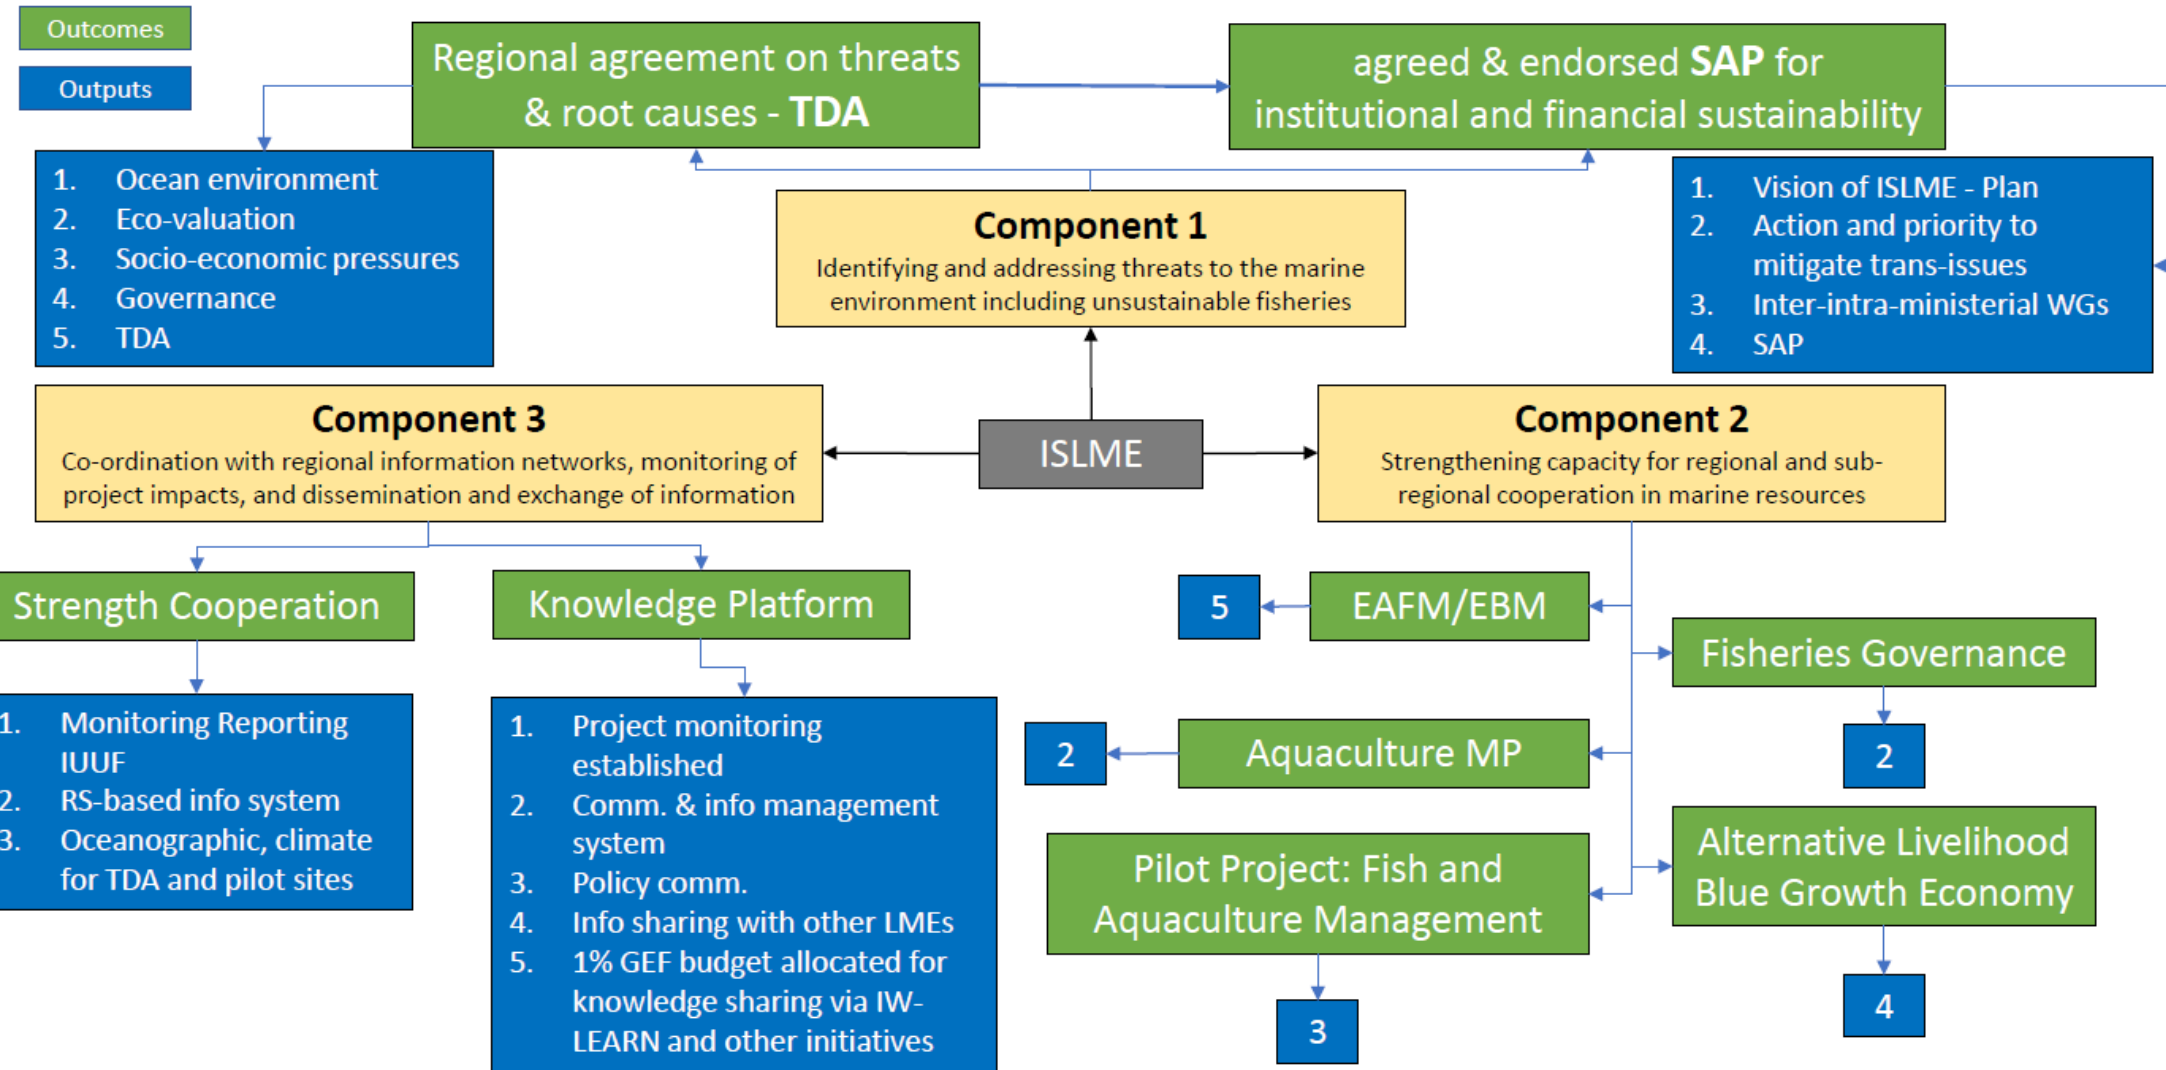 Outcomes
Outputs
Regional agreement on threats
& root causes - TDA
agreed & endorsed SAP for
institutional and financial sustainability
1. Ocean environment
2. Eco-valuation
3. Socio-economic pressures
4. Governance
5. TDA
Component 1
Identifying and addressing threats to the marine
environment including unsustainable fisheries
1. Vision of ISLME - Plan
2. Action and priority to
mitigate trans-issues
3. Inter-intra-ministerial WGs
4. SAP
Component 3
Co-ordination with regional information networks, monitoring of
project impacts, and dissemination and exchange of information
ISLME
Component 2
Strengthening capacity for regional and sub-
regional cooperation in marine resources
Strength Cooperation
Knowledge Platform
1. Monitoring Reporting
IUUF
2. RS-based info system
3. Oceanographic, climate
for TDA and pilot sites
1. Project monitoring
established
2. Comm. & info management
system
3. Policy comm.
4. Info sharing with other LMEs
5. 1% GEF budget allocated for
knowledge sharing via IW-
LEARN and other initiatives
5
EAFM/EBM
Fisheries Governance
2
2
Aquaculture MP
Pilot Project: Fish and
Aquaculture Management
3
Alternative Livelihood
Blue Growth Economy
4